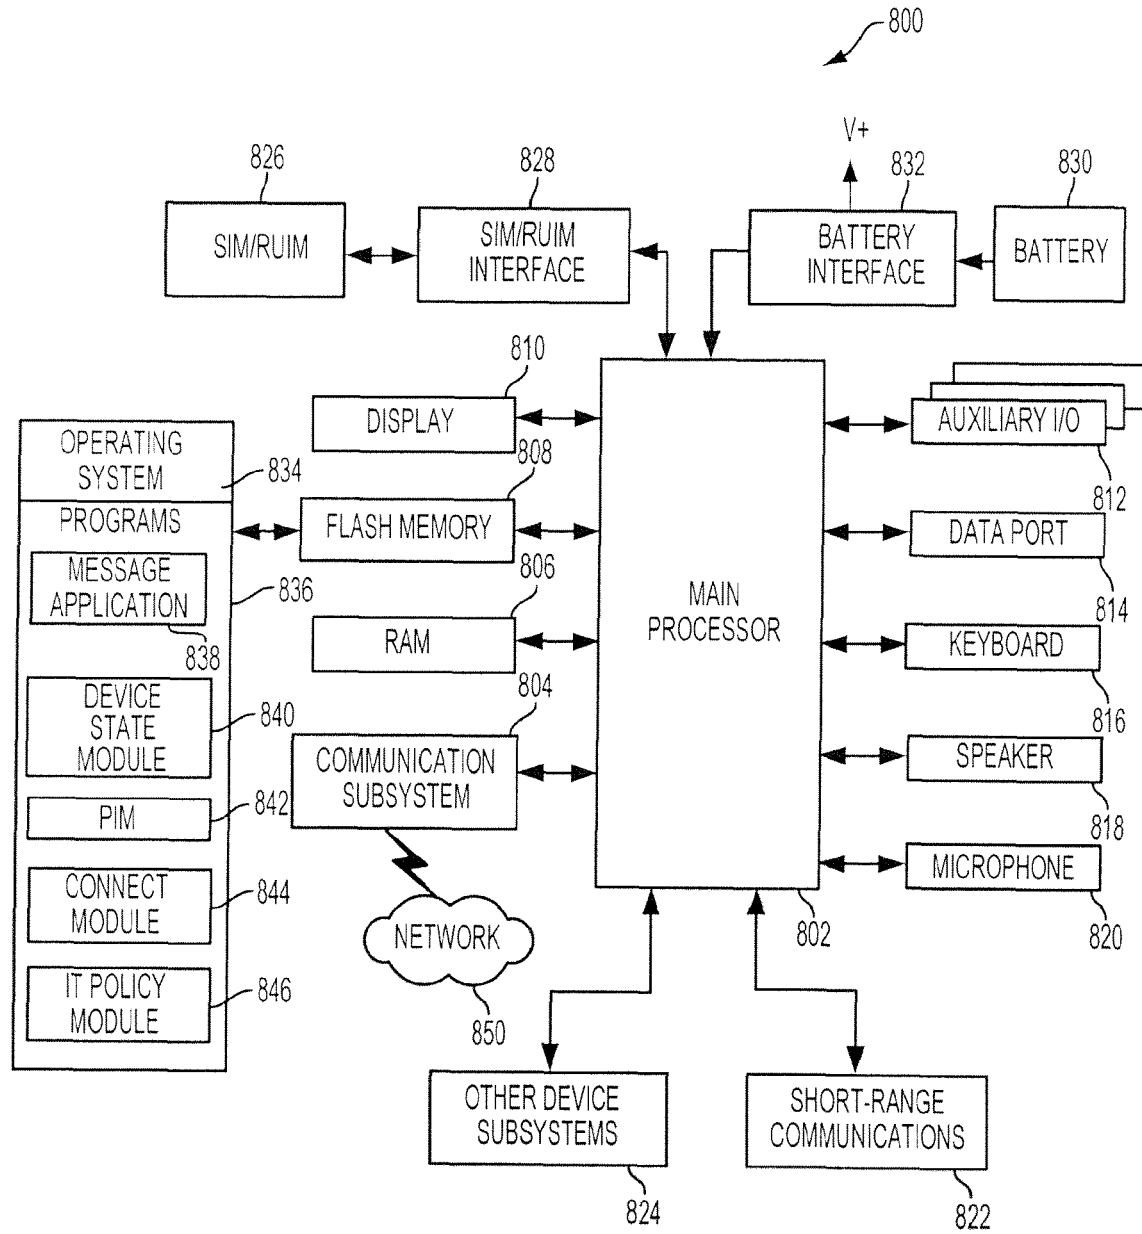 800
V+
826
828
832
830
SIM/RUIM
SIM/RUIM
INTERFACE
BATTERY
INTERFACE
BATTERY
810
DISPLAY
AUXILIARY I/O
812
OPERATING
SYSTEM
834
808
FLASH MEMORY
DATA PORT
814
PROGRAMS
MESSAGE
APPLICATION
836
838
806
RAM
MAIN
PROCESSOR
KEYBOARD
816
DEVICE
STATE
MODULE
840
804
COMMUNICATION
SUBSYSTEM
SPEAKER
818
PIM
842
MICROPHONE
820
CONNECT
MODULE
844
NETWORK
850
802
IT POLICY
MODULE
846
OTHER DEVICE
SUBSYSTEMS
824
SHORT-RANGE
COMMUNICATIONS
822